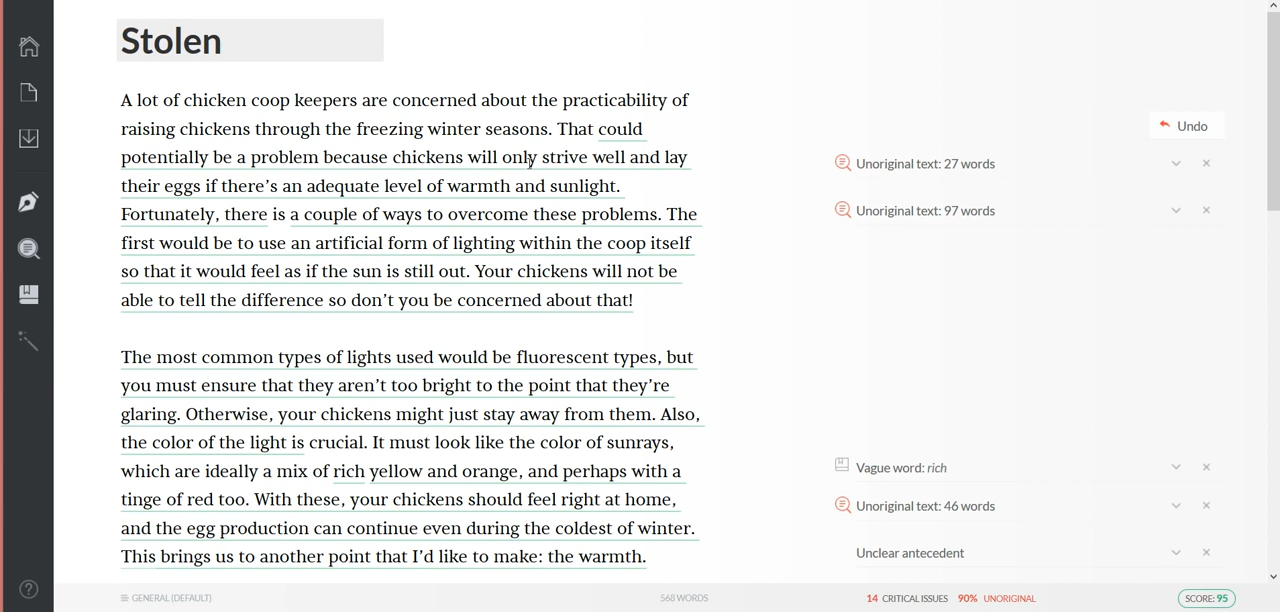 Stolen
A lot of chicken coop keepers are concerned about the practicability of
raising chickens through the freezing winter seasons. That could
potentially be a problem because chickens will only strive well and lay
their eggs if there's an adequate level of warmth and sunlight.
Fortunately, there is a couple of ways to overcome these problems. The
first would be to use an artificial form of lighting within the coop itself
so that it would feel as if the sun is still out. Your chickens will not be
able to tell the difference so don't you be concerned about that!
The most common types of lights used would be fluorescent types, but
you must ensure that they aren't too bright to the point that they're
glaring. Otherwise, your chickens might just stay away from them. Also,
the color of the light is crucial. It must look like the color of sunrays,
which are ideally a mix of rich yellow and orange, and perhaps with a
tinge of red too. With these, your chickens should feel right at home,
and the egg production can continue even during the coldest of winter.
This brings us to another point that I'd like to make: the warmth.
Undo
Unoriginal text: 27 words
Unoriginal text: 97 words
Vague word: rich
Unoriginal text: 46 words
Unclear antecedent
GENERAL (DEFAULT)
568 WORDS
14 CRITICAL ISSUES
90% UNORIGINAL
SCORE: 95